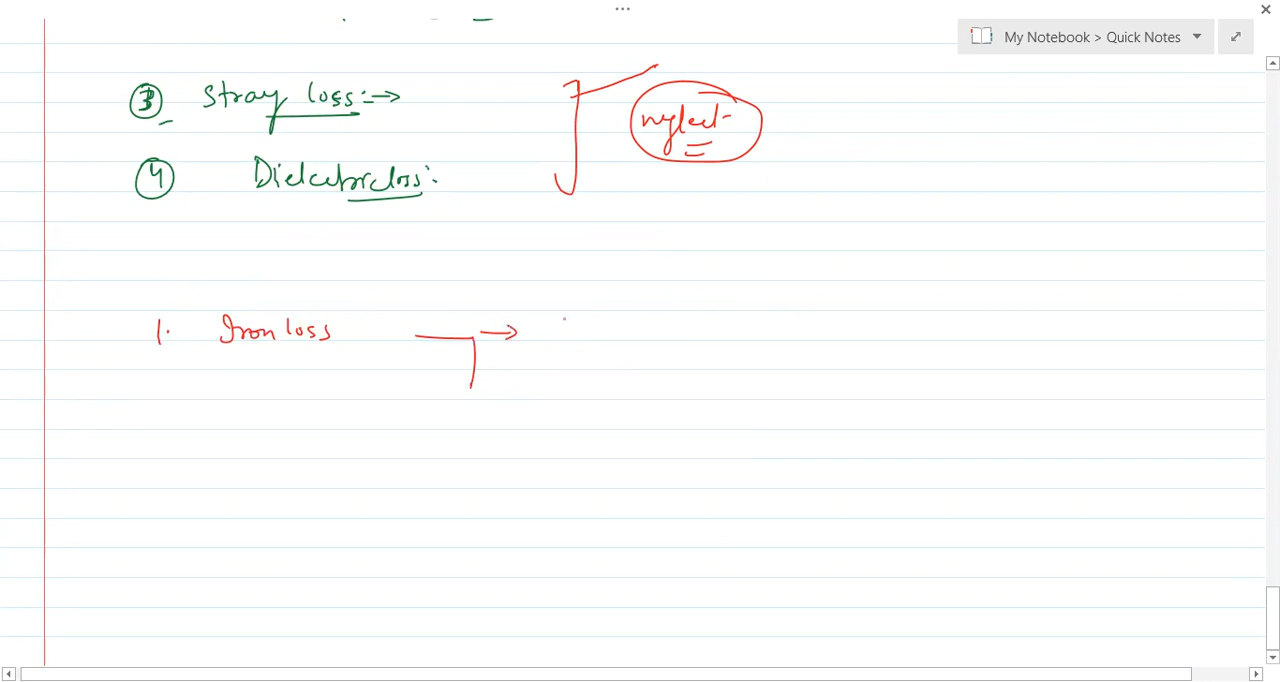 My Notebook > Quick Notes
③ Stray loss:→
neglect
④ Dielectric loss:
1. Iron loss →